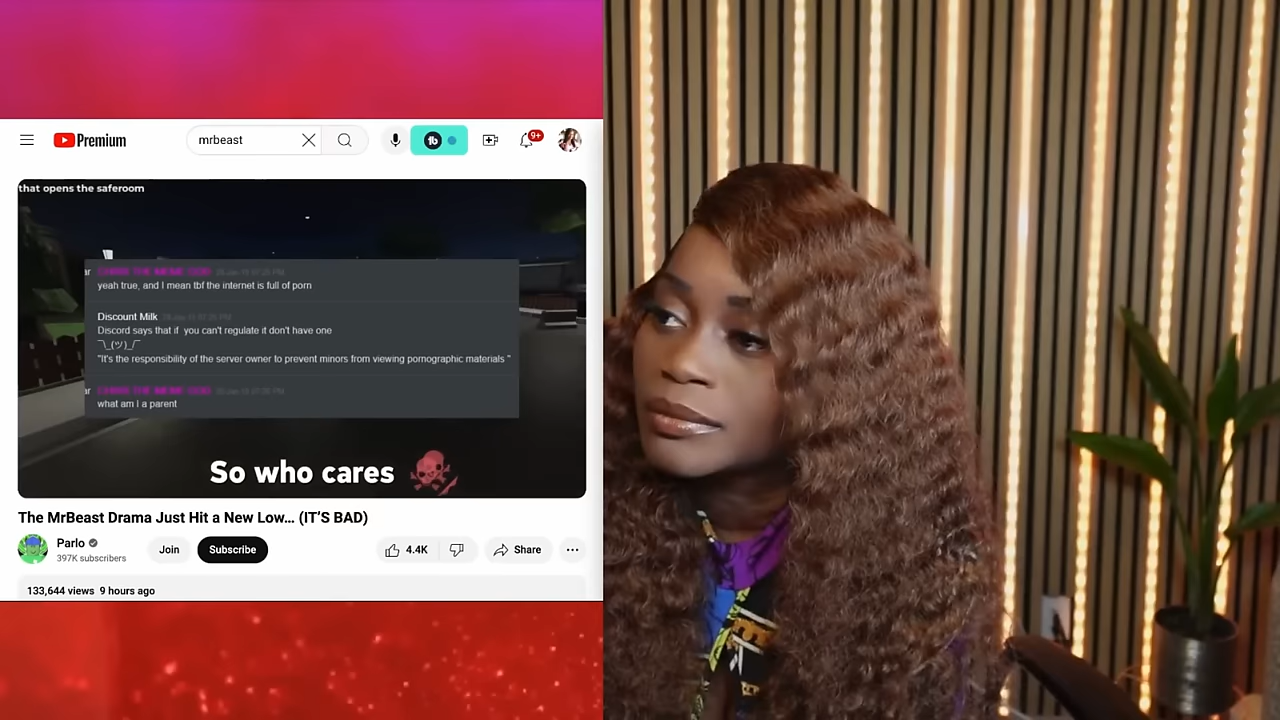 Premium
mrbeast
9+
that opens the saferoom
yeah true, and I mean tbf the internet is full of porn
Discount Milk
Discord says that if you can't regulate it don't have one
¯\_(ツ)_/¯
"It's the responsibility of the server owner to prevent minors from viewing pornographic materials "
what am I a parent
So who cares
The MrBeast Drama Just Hit a New Low... (IT'S BAD)
Parlo
397K subscribers
Join
Subscribe
4.4K
Share
133,644 views 9 hours ago